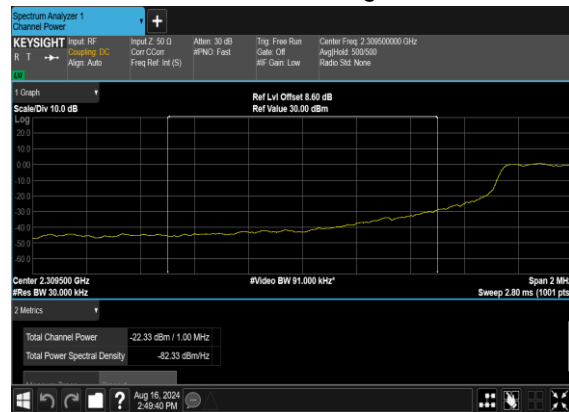 Spectrum Analyzer 1
Channel Power
+
KEYSIGHT
R T
LW
Input: RF
Coupling: DC
Align: Auto
Input Z: 50 Ω
Corr CCorr
Freq Ref: Int (S)
Atten: 30 dB
#PNO: Fast
Trig: Free Run
Gate: Off
#IF Gain: Low
Center Freq: 2.309500000 GHz
Avg|Hold: 500/500
Radio Std: None
1 Graph
Scale/Div 10.0 dB
Ref Lvl Offset 8.60 dB
Ref Value 30.00 dBm
Log
20.0
10.0
0.00
-10.0
-20.0
-30.0
-40.0
-50.0
-60.0
Center 2.309500 GHz
#Res BW 30.000 kHz
#Video BW 91.000 kHz*
Span 2 MH
Sweep 2.80 ms (1001 pts
2 Metrics
Total Channel Power -22.33 dBm / 1.00 MHz
Total Power Spectral Density -82.33 dBm/Hz
?
Aug 16, 2024
2:49:40 PM